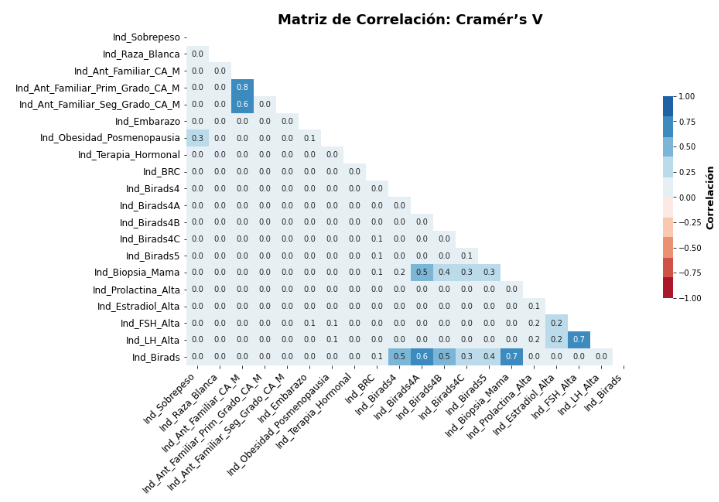 Matriz de Correlación: Cramér’s V
Ind_Sobrepeso
Ind_Raza_Blanca 0.0
Ind_Ant_Familiar_CA_M 0.0 0.0
Ind_Ant_Familiar_Prim_Grado_CA_M 0.0 0.0 0.8
Ind_Ant_Familiar_Seg_Grado_CA_M 0.0 0.0 0.6 0.0
Ind_Embarazo 0.0 0.0 0.0 0.0 0.0
Ind_Obesidad_Posmenopausia 0.3 0.0 0.0 0.0 0.0 0.1
Ind_Terapia_Hormonal 0.0 0.0 0.0 0.0 0.0 0.0 0.0
Ind_BRC 0.0 0.0 0.0 0.0 0.0 0.0 0.0 0.0
Ind_Birads4 0.0 0.0 0.0 0.0 0.0 0.0 0.0 0.0 0.0
Ind_Birads4A 0.0 0.0 0.0 0.0 0.0 0.0 0.0 0.0 0.0 0.0
Ind_Birads4B 0.0 0.0 0.0 0.0 0.0 0.0 0.0 0.0 0.0 0.0 0.0
Ind_Birads4C 0.0 0.0 0.0 0.0 0.0 0.0 0.0 0.0 0.1 0.0 0.0 0.0
Ind_Birads5 0.0 0.0 0.0 0.0 0.0 0.0 0.0 0.0 0.1 0.0 0.0 0.0 0.1
Ind_Biopsia_Mama 0.0 0.0 0.0 0.0 0.0 0.0 0.0 0.0 0.1 0.2 0.5 0.4 0.3 0.3
Ind_Prolactina_Alta 0.0 0.0 0.0 0.0 0.0 0.0 0.0 0.0 0.0 0.0 0.0 0.0 0.0 0.0 0.0
Ind_Estradiol_Alta 0.0 0.0 0.0 0.0 0.0 0.0 0.0 0.0 0.0 0.0 0.0 0.0 0.0 0.0 0.0 0.1
Ind_FSH_Alta 0.0 0.0 0.0 0.0 0.0 0.1 0.1 0.0 0.0 0.0 0.0 0.0 0.0 0.0 0.0 0.2 0.2
Ind_LH_Alta 0.0 0.0 0.0 0.0 0.0 0.0 0.1 0.0 0.0 0.0 0.0 0.0 0.0 0.0 0.0 0.2 0.2 0.7
Ind_Birads 0.0 0.0 0.0 0.0 0.0 0.0 0.0 0.0 0.1 0.5 0.6 0.5 0.3 0.4 0.7 0.0 0.0 0.0 0.0
Ind_Sobrepeso
Ind_Raza_Blanca
Ind_Ant_Familiar_CA_M
Ind_Ant_Familiar_Prim_Grado_CA_M
Ind_Ant_Familiar_Seg_Grado_CA_M
Ind_Embarazo
Ind_Obesidad_Posmenopausia
Ind_Terapia_Hormonal
Ind_BRC
Ind_Birads4
Ind_Birads4A
Ind_Birads4B
Ind_Birads4C
Ind_Birads5
Ind_Biopsia_Mama
Ind_Prolactina_Alta
Ind_Estradiol_Alta
Ind_FSH_Alta
Ind_LH_Alta
Ind_Birads
1.00
0.75
0.50
0.25
0.00
−0.25
−0.50
−0.75
−1.00
Correlación